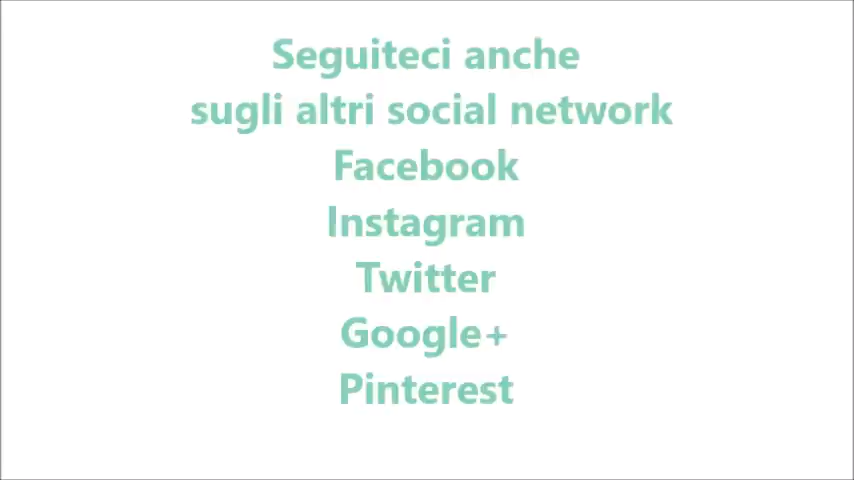 Seguiteci anche
sugli altri social network
Facebook
Instagram
Twitter
Google+
Pinterest